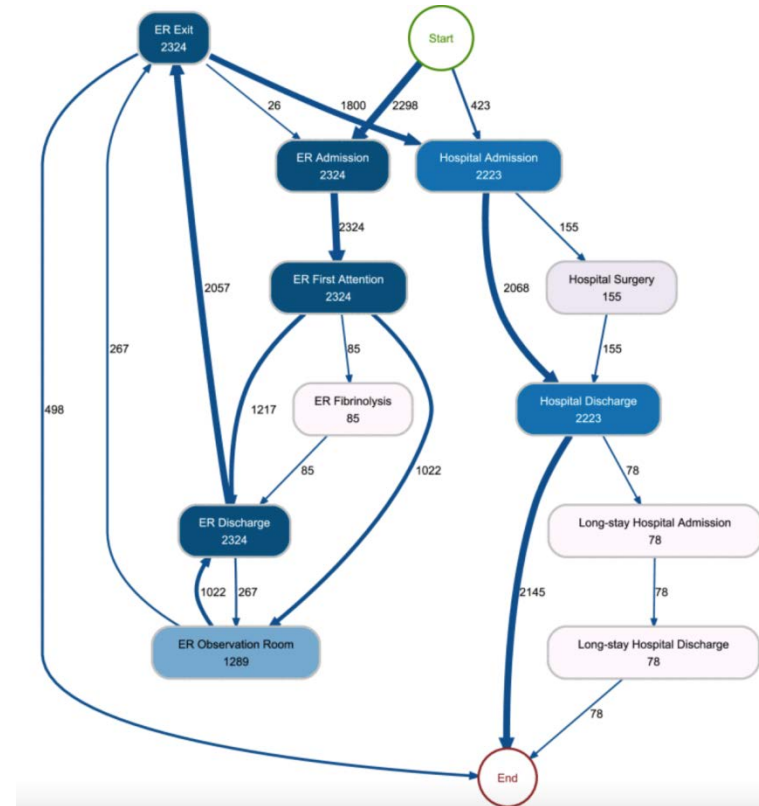 ER Exit
2324
Start
26
1800
2298
423
ER Admission
2324
Hospital Admission
2223
2324
155
ER First Attention
2324
Hospital Surgery
155
2057
2068
267
85
155
498
1217
ER Fibrinolysis
85
Hospital Discharge
2223
85
1022
78
ER Discharge
2324
Long-stay Hospital Admission
78
1022
267
2145
78
ER Observation Room
1289
Long-stay Hospital Discharge
78
78
End